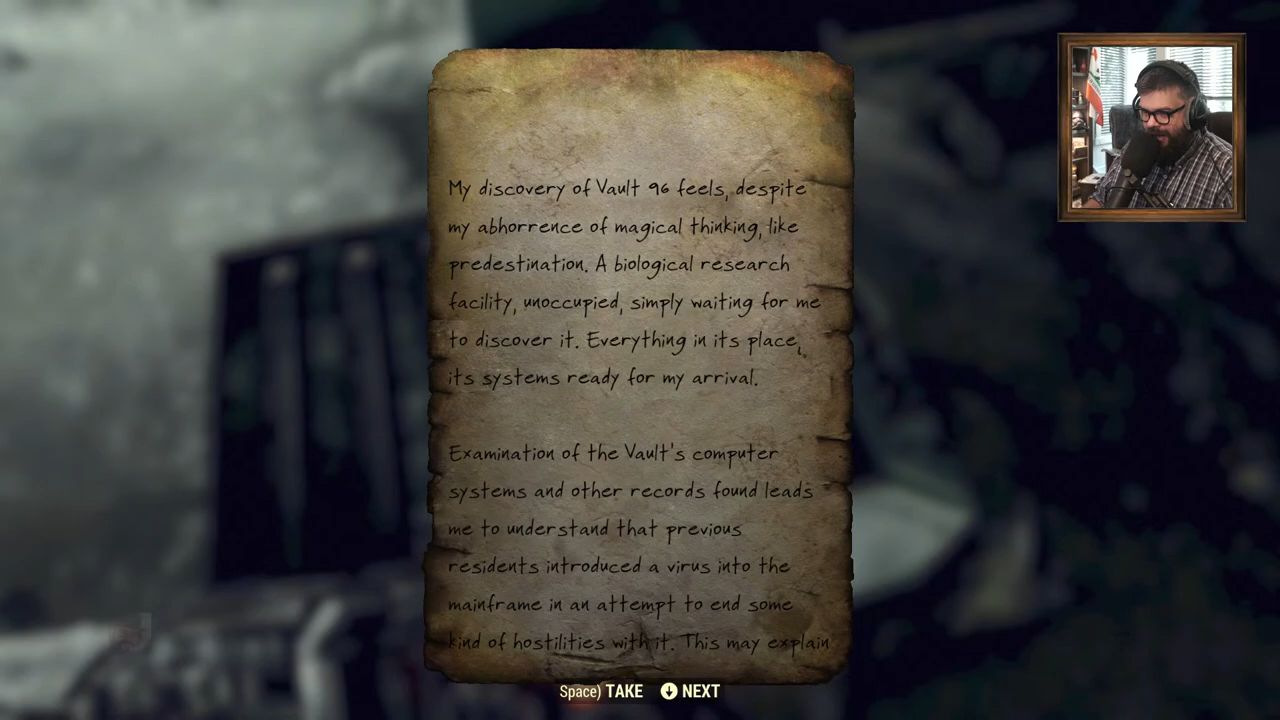 My discovery of Vault 96 feels, despite
my abhorrence of magical thinking, like
predestination. A biological research
facility, unoccupied, simply waiting for me
to discover it. Everything in its place,
its systems ready for my arrival.
Examination of the Vault's computer
systems and other records found leads
me to understand that previous
residents introduced a virus into the
mainframe in an attempt to end some
kind of hostilities with it. This may explain
Space) TAKE NEXT